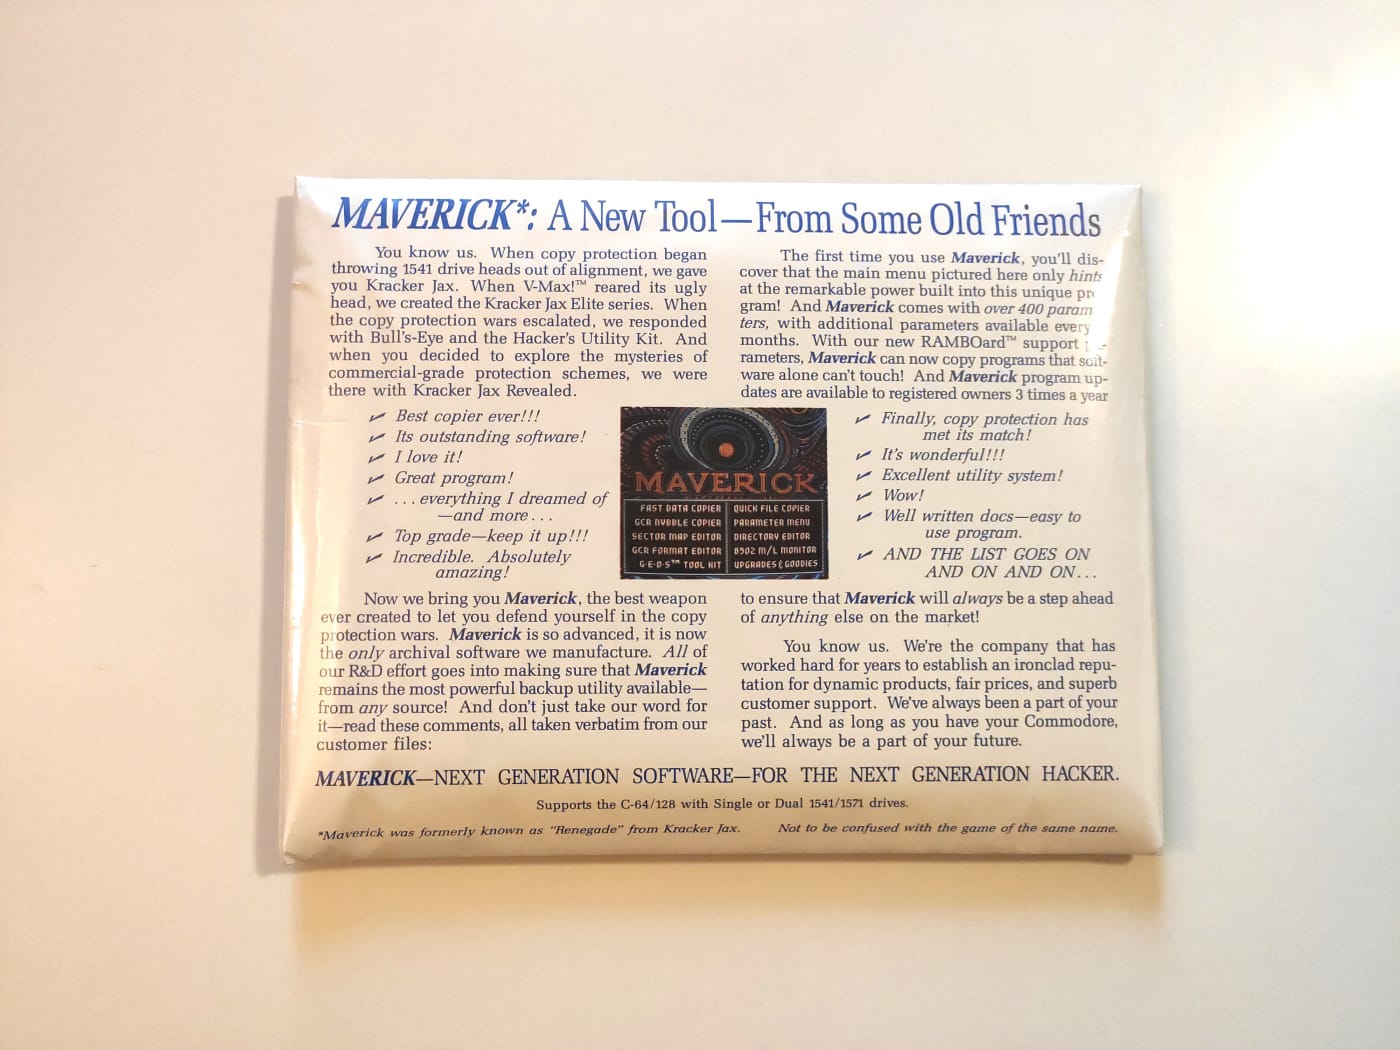 MAVERICK*: A New Tool—From Some Old Friends
You know us. When copy protection began
throwing 1541 drive heads out of alignment, we gave
you Kracker Jax. When V-Max!™ reared its ugly
head, we created the Kracker Jax Elite series. When
the copy protection wars escalated, we responded
with Bull's-Eye and the Hacker's Utility Kit. And
when you decided to explore the mysteries of
commercial-grade protection schemes, we were
there with Kracker Jax Revealed.
✔ Best copier ever!!!
✔ Its outstanding software!
✔ I love it!
✔ Great program!
✔ ...everything I dreamed of
—and more...
✔ Top grade—keep it up!!!
✔ Incredible. Absolutely
amazing!
Now we bring you Maverick, the best weapon
ever created to let you defend yourself in the copy
protection wars. Maverick is so advanced, it is now
the only archival software we manufacture. All of
our R&D effort goes into making sure that Maverick
remains the most powerful backup utility available—
from any source! And don't just take our word for
it—read these comments, all taken verbatim from our
customer files:
MAVERICK
FAST DATA COPIER
GCR NYBBLE COPIER
SECTOR MAP EDITOR
GCR FORMAT EDITOR
G·E·O·S™ TOOL KIT
QUICK FILE COPIER
PARAMETER MENU
DIRECTORY EDITOR
6502 M/L MONITOR
UPGRADES & GOODIES
The first time you use Maverick, you'll dis-
cover that the main menu pictured here only hints
at the remarkable power built into this unique pro
gram! And Maverick comes with over 400 param
ters, with additional parameters available every
months. With our new RAMBOard™ support
rameters, Maverick can now copy programs that soft-
ware alone can't touch! And Maverick program up-
dates are available to registered owners 3 times a year
✔ Finally, copy protection has
met its match!
✔ It's wonderful!!!
✔ Excellent utility system!
✔ Wow!
✔ Well written docs—easy to
use program.
✔ AND THE LIST GOES ON
AND ON AND ON...
to ensure that Maverick will always be a step ahead
of anything else on the market!
You know us. We're the company that has
worked hard for years to establish an ironclad repu-
tation for dynamic products, fair prices, and superb
customer support. We've always been a part of your
past. And as long as you have your Commodore,
we'll always be a part of your future.
MAVERICK—NEXT GENERATION SOFTWARE—FOR THE NEXT GENERATION HACKER.
Supports the C-64/128 with Single or Dual 1541/1571 drives.
*Maverick was formerly known as "Renegade" from Kracker Jax. Not to be confused with the game of the same name.